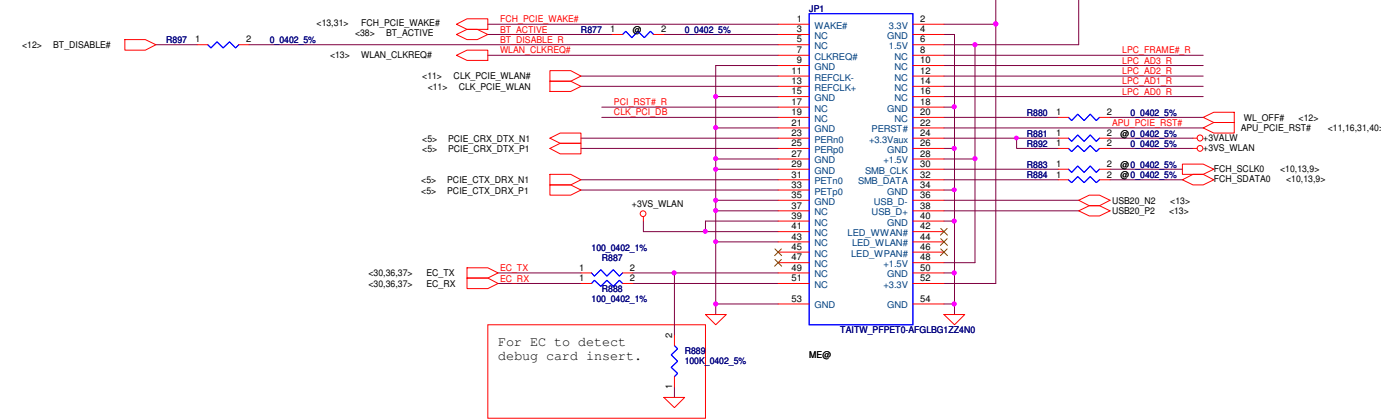 JP1
<13,31> FCH_PCIE_WAKE# FCH_PCIE_WAKE# 1 WAKE# 3.3V 2
<38> BT_ACTIVE BT_ACTIVE R877 1 @ 2 0_0402_5% 3 NC GND 4
<12> BT_DISABLE# R897 1 2 0_0402_5% BT_DISABLE_R 5 NC 1.5V 6
<13> WLAN_CLKREQ# WLAN_CLKREQ# 7 CLKREQ# NC 8 LPC_FRAME#_R
9 GND NC 10 LPC_AD3_R
<11> CLK_PCIE_WLAN# 11 REFCLK- NC 12 LPC_AD2_R
<11> CLK_PCIE_WLAN 13 REFCLK+ NC 14 LPC_AD1_R
15 GND NC 16 LPC_AD0_R
PCI_RST#_R 17 NC GND 18
CLK_PCI_DB 19 NC NC 20 R880 1 2 0_0402_5% WL_OFF# <12>
21 GND PERST# 22 APU_PCIE_RST# APU_PCIE_RST# <11,16,31,40:
<5> PCIE_CRX_DTX_N1 23 PERn0 +3.3Vaux 24 R881 1 2 @ 0_0402_5% +3VALW
<5> PCIE_CRX_DTX_P1 25 PERp0 GND 26 R892 1 2 0_0402_5% +3VS_WLAN
27 GND +1.5V 28
29 GND SMB_CLK 30 R883 1 2 @ 0_0402_5% FCH_SCLK0 <10,13,9>
<5> PCIE_CTX_DRX_N1 31 PETn0 SMB_DATA 32 R884 1 2 @ 0_0402_5% FCH_SDATA0 <10,13,9>
<5> PCIE_CTX_DRX_P1 33 PETp0 GND 34
35 GND USB_D- 36 USB20_N2 <13>
+3VS_WLAN 37 NC USB_D+ 38 USB20_P2 <13>
39 NC GND 40
41 NC LED_WWAN# 42
43 NC LED_WLAN# 44
45 NC LED_WPAN# 46
100_0402_1%
R887
47 NC +1.5V 48
<30,36,37> EC_TX EC_TX 1 2 49 NC GND 50
<30,36,37> EC_RX EC_RX 1 2 51 NC +3.3V 52
R888
100_0402_1%
53 GND GND 54
TAITW_PFPET0-AFGLBG1ZZ4N0
ME@
For EC to detect
debug card insert.
2
R889
100K_0402_5%
1